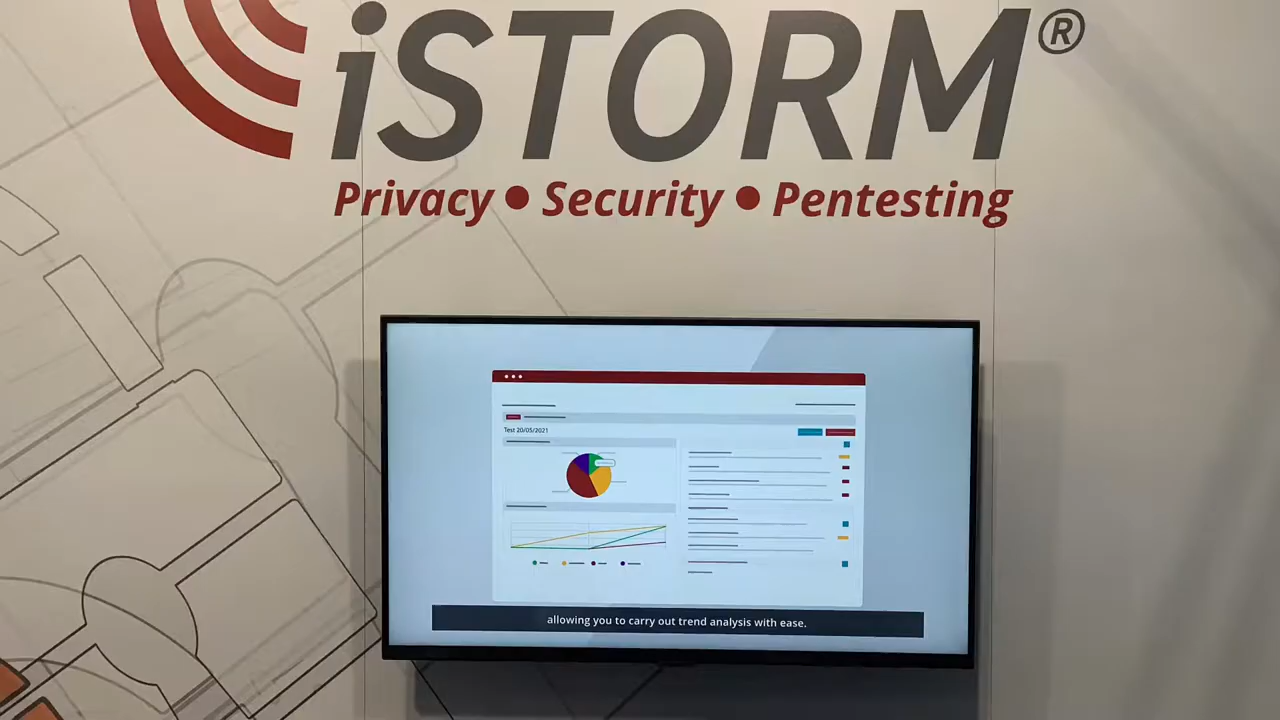 iSTORM®
Privacy • Security • Pentesting
Test 20/05/2021
allowing you to carry out trend analysis with ease.